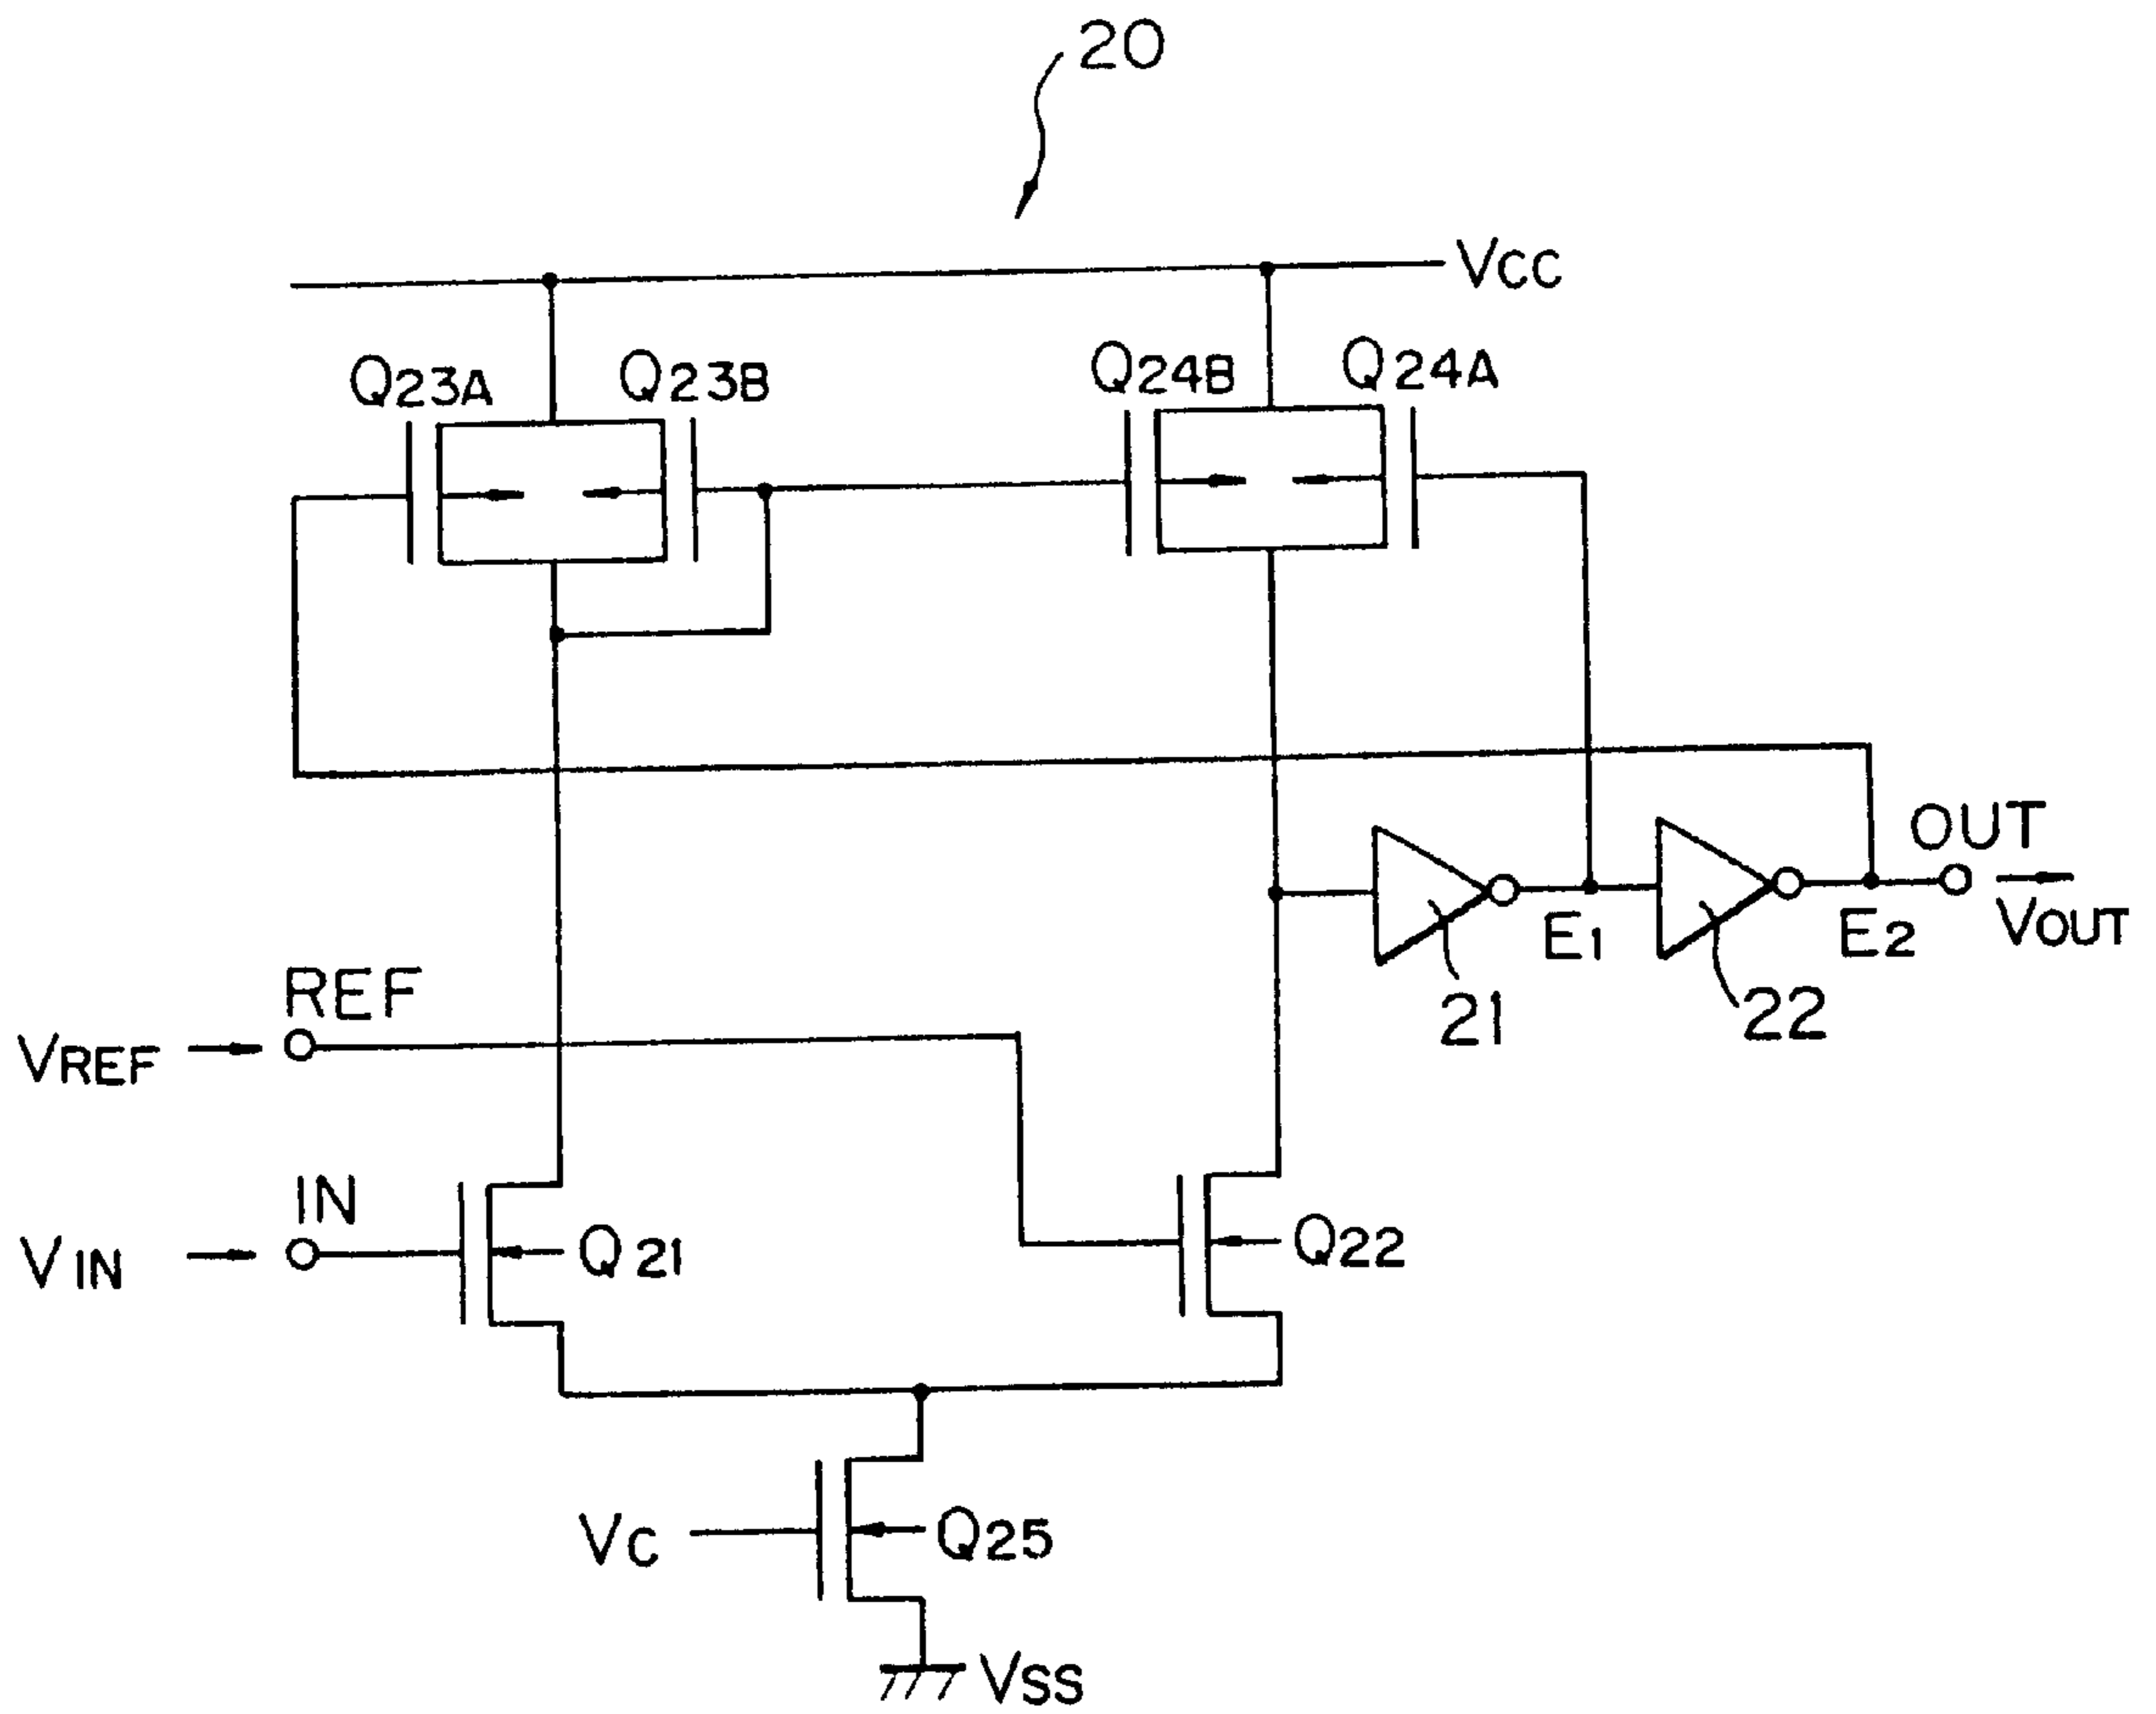 20
VCC
Q23A
Q23B
Q24B
Q24A
OUT
VOUT
E1
E2
21
22
REF
VREF
IN
VIN
Q21
Q22
VC
Q25
VSS